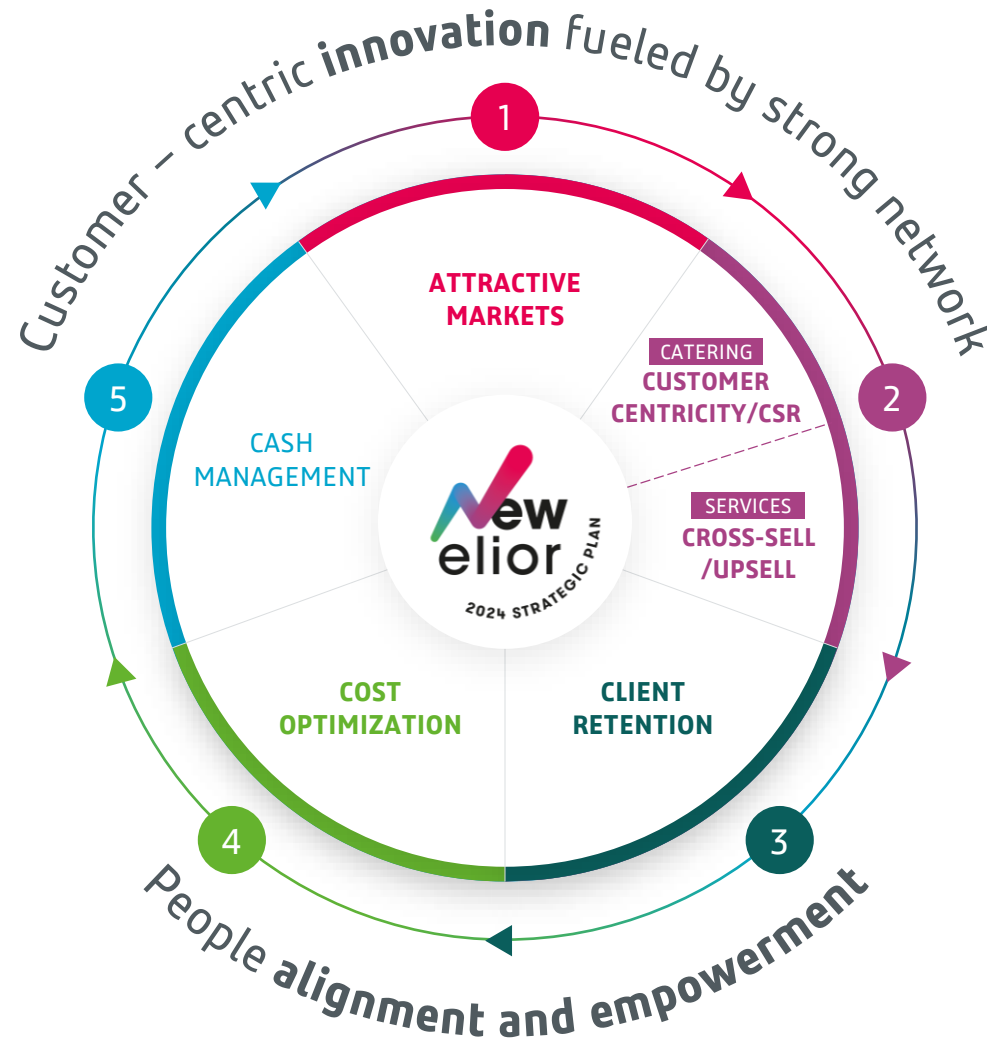 Customer – centric innovation fueled by strong network
1
ATTRACTIVE
MARKETS
2
CATERING
CUSTOMER
CENTRICITY/CSR
SERVICES
CROSS-SELL
/UPSELL
3
CLIENT
RETENTION
4
COST
OPTIMIZATION
5
CASH
MANAGEMENT
New
elior
2024 STRATEGIC PLAN
People alignment and empowerment